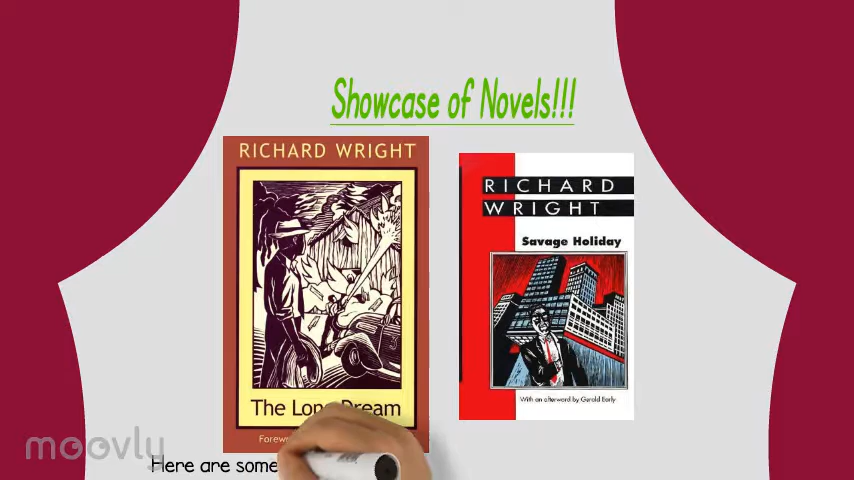 Showcase of Novels!!!
RICHARD WRIGHT
RICHARD
WRIGHT
Savage Holiday
The Long Dream
With an afterword by Gerald Early
moovly
Here are some